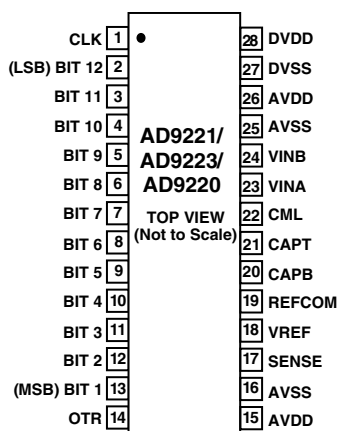 CLK 1
(LSB) BIT 12 2
BIT 11 3
BIT 10 4
BIT 9 5
BIT 8 6
BIT 7 7
BIT 6 8
BIT 5 9
BIT 4 10
BIT 3 11
BIT 2 12
(MSB) BIT 1 13
OTR 14
AD9221/
AD9223/
AD9220
TOP VIEW
(Not to Scale)
28 DVDD
27 DVSS
26 AVDD
25 AVSS
24 VINB
23 VINA
22 CML
21 CAPT
20 CAPB
19 REFCOM
18 VREF
17 SENSE
16 AVSS
15 AVDD